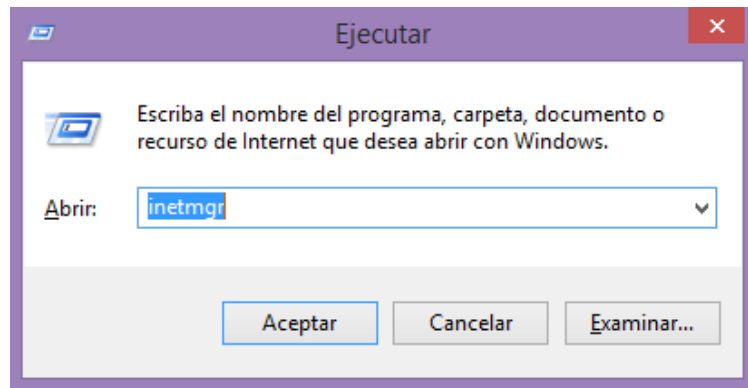 Ejecutar
Escriba el nombre del programa, carpeta, documento o
recurso de Internet que desea abrir con Windows.
Abrir: inetmgr
Aceptar Cancelar Examinar...